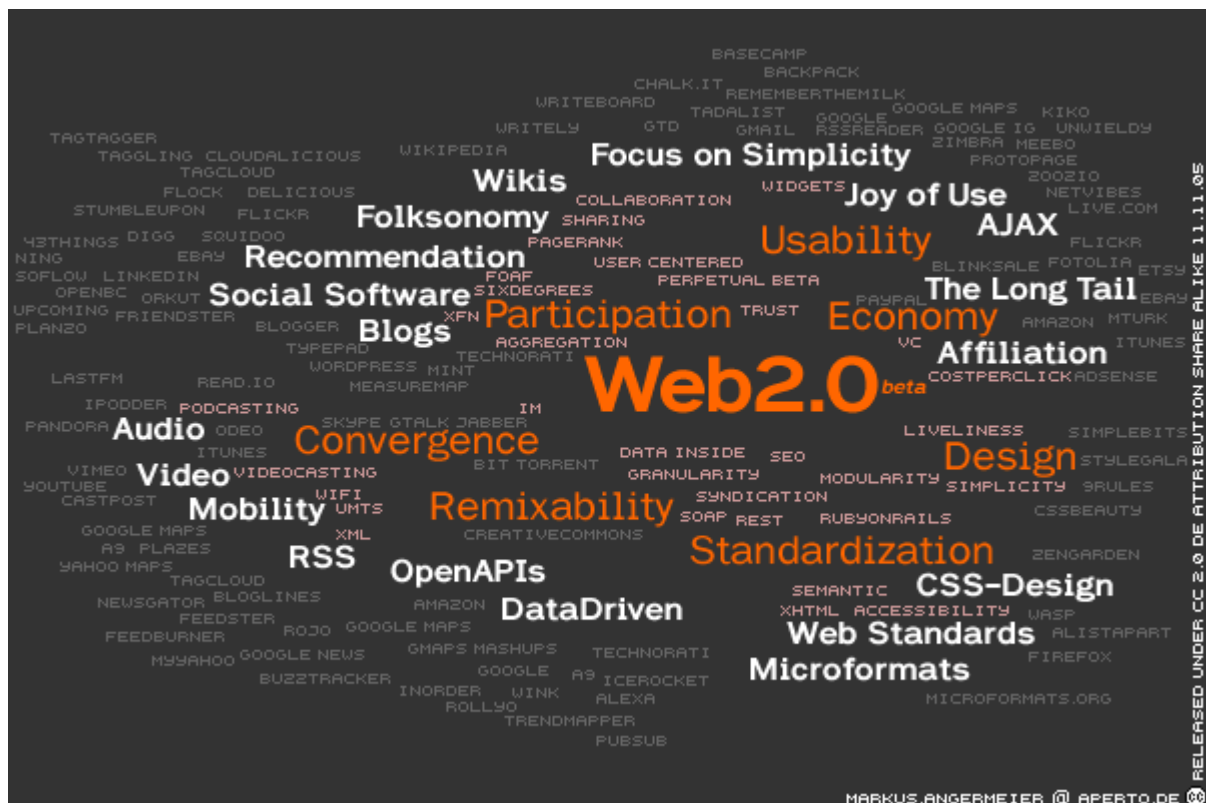 BASECAMP
BACKPACK
CHALK.IT
REMEMBERTHEMILK
WRITEBOARD
TADALIST
GOOGLE MAPS
KIKO
GOOGLE
WRITELY
GTD
GMAIL
RSSREADER
GOOGLE IG
UNWIELDY
TAGTAGGER
ZIMBRA
MEEBO
TAGGLING
CLOUDALICIOUS
WIKIPEDIA
Focus on Simplicity
PROTOPAGE
TAGCLOUD
Wikis
WIDGETS
Joy of Use
ZOOZIO
FLOCK
DELICIOUS
COLLABORATION
NETVIBES
STUMBLEUPON
FLICKR
Folksonomy
SHARING
AJAX
LIVE.COM
43THINGS
DIGG
SQUIDOO
PAGERANK
Usability
FLICKR
NING
EBAY
Recommendation
USER CENTERED
BLINKSALE
FOTOLIA
ETSY
SOFLOW
LINKEDIN
FOAF
PERPETUAL BETA
OPENBC
ORKUT
Social Software
SIXDEGREES
PAYPAL
The Long Tail
EBAY
UPCOMING
FRIENDSTER
XFN
Participation
TRUST
Economy
AMAZON
MTURK
PLANZO
BLOGGER
Blogs
AGGREGATION
VC
ITUNES
TYPEPAD
TECHNORATI
Affiliation
WORDPRESS
MINT
LASTFM
READ.IO
MEASUREMAP
Web2.0 beta
COSTPERCLICK
ADSENSE
IPODDER
PODCASTING
IM
PANDORA
Audio
ODEO
SKYPE
GTALK
JABBER
LIVELINESS
SIMPLEBITS
ITUNES
Convergence
DATA INSIDE
SEO
Design
STYLEGALA
VIMEO
Video
VIDEOCASTING
BIT TORRENT
GRANULARITY
MODULARITY
SIMPLICITY
9RULES
YOUTUBE
CASTPOST
WIFI
SYNDICATION
Mobility
UMTS
Remixability
SOAP
REST
RUBYONRAILS
CSSBEAUTY
GOOGLE MAPS
XML
CREATIVECOMMONS
A9
PLAZES
RSS
Standardization
ZENGARDEN
YAHOO MAPS
OpenAPIs
TAGCLOUD
SEMANTIC
CSS-Design
NEWSGATOR
BLOGLINES
AMAZON
DataDriven
XHTML
ACCESSIBILITY
WASP
FEEDSTER
FEEDBURNER
ROJO
GOOGLE MAPS
Web Standards
ALISTAPART
MYYAHOO
GOOGLE NEWS
GMAPS MASHUPS
TECHNORATI
FIREFOX
BUZZTRACKER
GOOGLE
A9
ICEROCKET
Microformats
INORDER
WINK
ALEXA
MICROFORMATS.ORG
ROLLYO
TRENDMAPPER
PUBSUB
MARKUS.ANGERMEIER @ APERTO.DE
cc RELEASED UNDER CC 2.0 DE ATTRIBUTION SHARE ALIKE 11.11.05